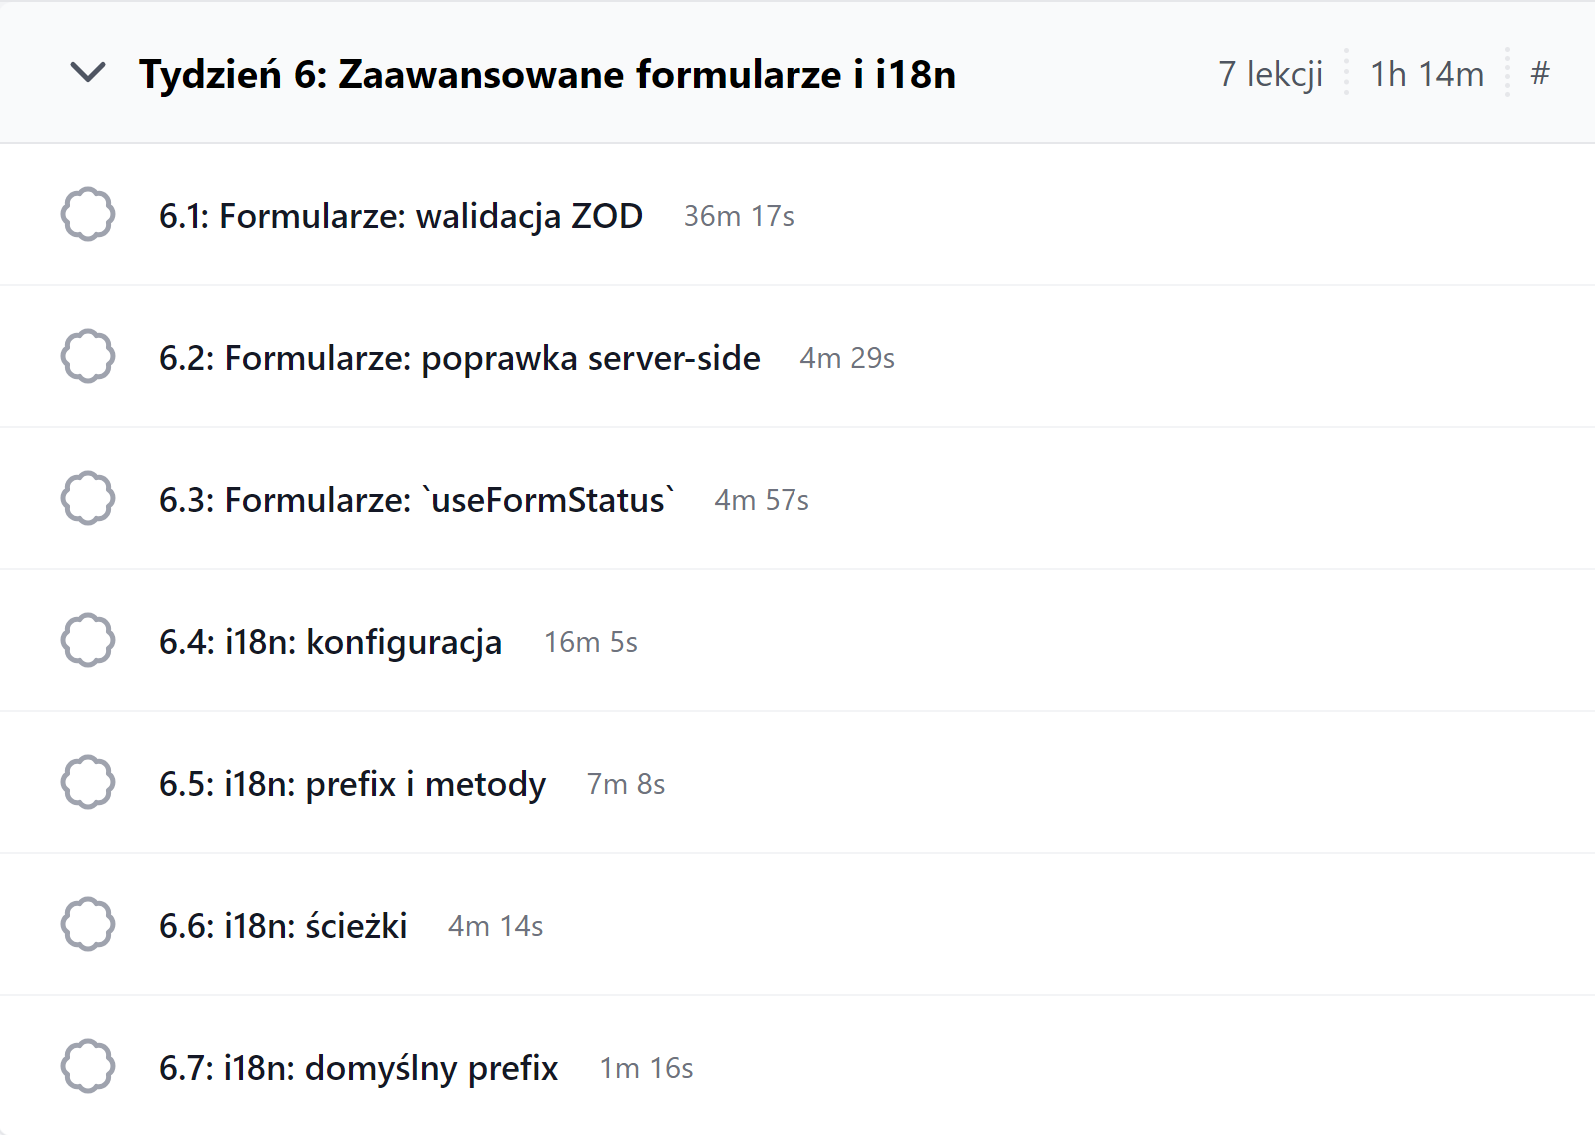 Tydzień 6: Zaawansowane formularze i i18n 7 lekcji 1h 14m #
6.1: Formularze: walidacja ZOD 36m 17s
6.2: Formularze: poprawka server-side 4m 29s
6.3: Formularze: `useFormStatus` 4m 57s
6.4: i18n: konfiguracja 16m 5s
6.5: i18n: prefix i metody 7m 8s
6.6: i18n: ścieżki 4m 14s
6.7: i18n: domyślny prefix 1m 16s